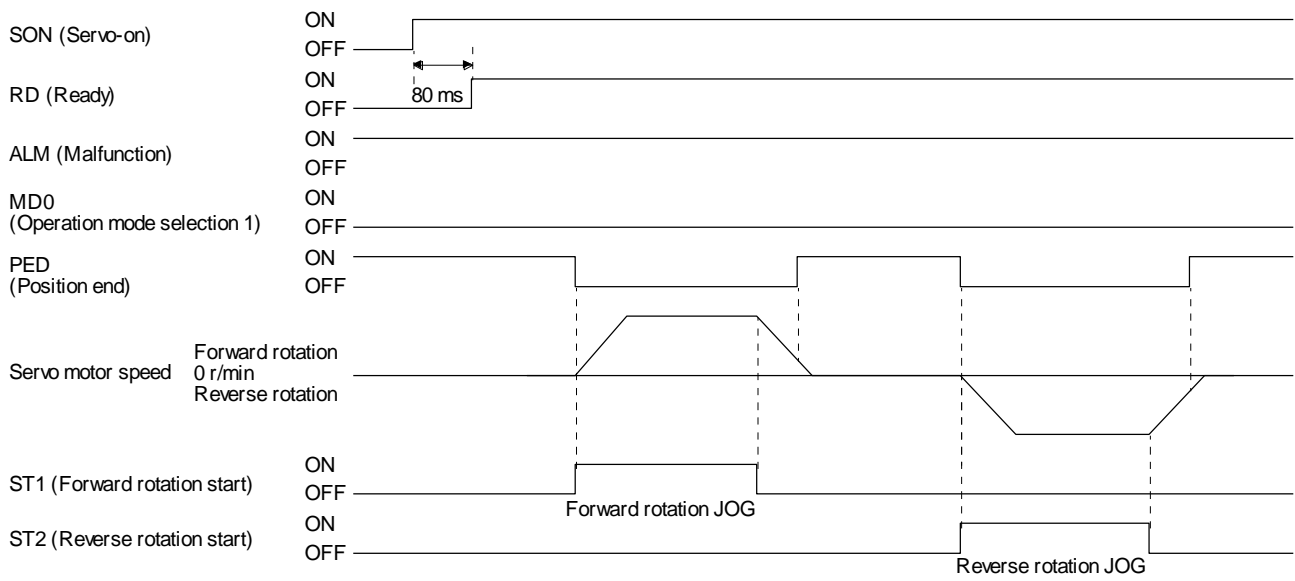 SON (Servo-on)
ON
OFF
RD (Ready)
ON
OFF
80 ms
ALM (Malfunction)
ON
OFF
MD0
(Operation mode selection 1)
ON
OFF
PED
(Position end)
ON
OFF
Servo motor speed
Forward rotation
0 r/min
Reverse rotation
ST1 (Forward rotation start)
ON
OFF
Forward rotation JOG
ST2 (Reverse rotation start)
ON
OFF
Reverse rotation JOG